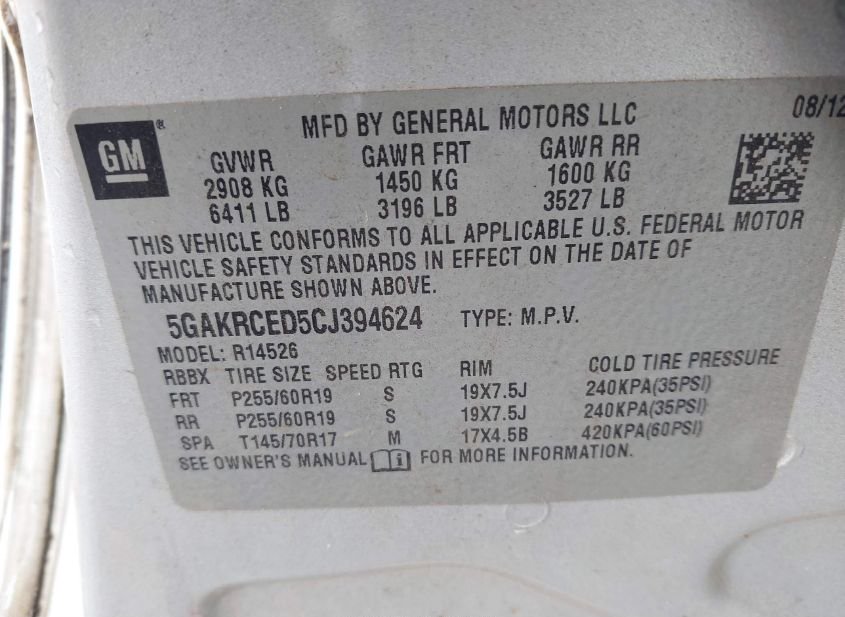 GM ®
MFD BY GENERAL MOTORS LLC 08/12
GVWR GAWR FRT GAWR RR
2908 KG 1450 KG 1600 KG
6411 LB 3196 LB 3527 LB
THIS VEHICLE CONFORMS TO ALL APPLICABLE U.S. FEDERAL MOTOR
VEHICLE SAFETY STANDARDS IN EFFECT ON THE DATE OF
MANUFACTURE SHOWN ABOVE.
5GAKRCED5CJ394624 TYPE: M.P.V.
MODEL: R14526
RBBX TIRE SIZE SPEED RTG RIM COLD TIRE PRESSURE
FRT P255/60R19 S 19X7.5J 240KPA(35PSI)
RR P255/60R19 S 19X7.5J 240KPA(35PSI)
SPA T145/70R17 M 17X4.5B 420KPA(60PSI)
SEE OWNER'S MANUAL i FOR MORE INFORMATION.